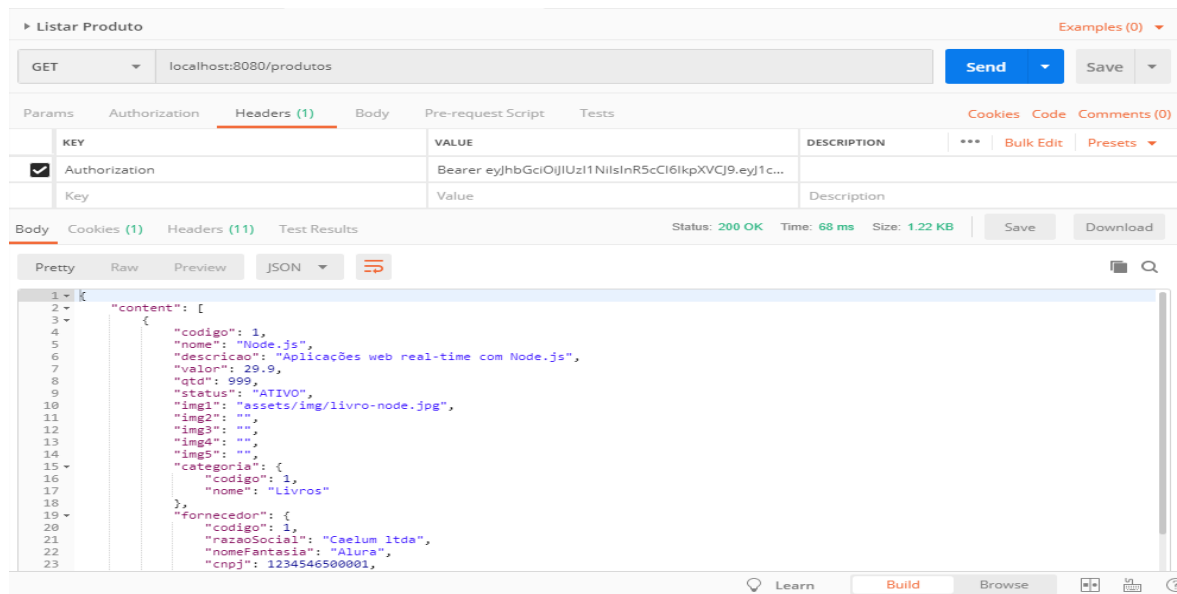 Listar Produto Examples (0)
GET localhost:8080/produtos Send Save
Params Authorization Headers (1) Body Pre-request Script Tests Cookies Code Comments (0)
KEY VALUE DESCRIPTION ••• Bulk Edit Presets
Authorization Bearer eyJhbGciOiJIUzI1NiIsInR5cCI6IkpXVCJ9.eyJ1c...
Key Value Description
Body Cookies (1) Headers (11) Test Results Status: 200 OK Time: 68 ms Size: 1.22 KB Save Download
Pretty Raw Preview JSON
1 {
2 "content": [
3 {
4 "codigo": 1,
5 "nome": "Node.js",
6 "descricao": "Aplicações web real-time com Node.js",
7 "valor": 29.9,
8 "qtd": 999,
9 "status": "ATIVO",
10 "img1": "assets/img/livro-node.jpg",
11 "img2": "",
12 "img3": "",
13 "img4": "",
14 "img5": "",
15 "categoria": {
16 "codigo": 1,
17 "nome": "Livros"
18 },
19 "fornecedor": {
20 "codigo": 1,
21 "razaoSocial": "Caelum ltda",
22 "nomeFantasia": "Alura",
23 "cnpj": 1234546500001,
Learn Build Browse